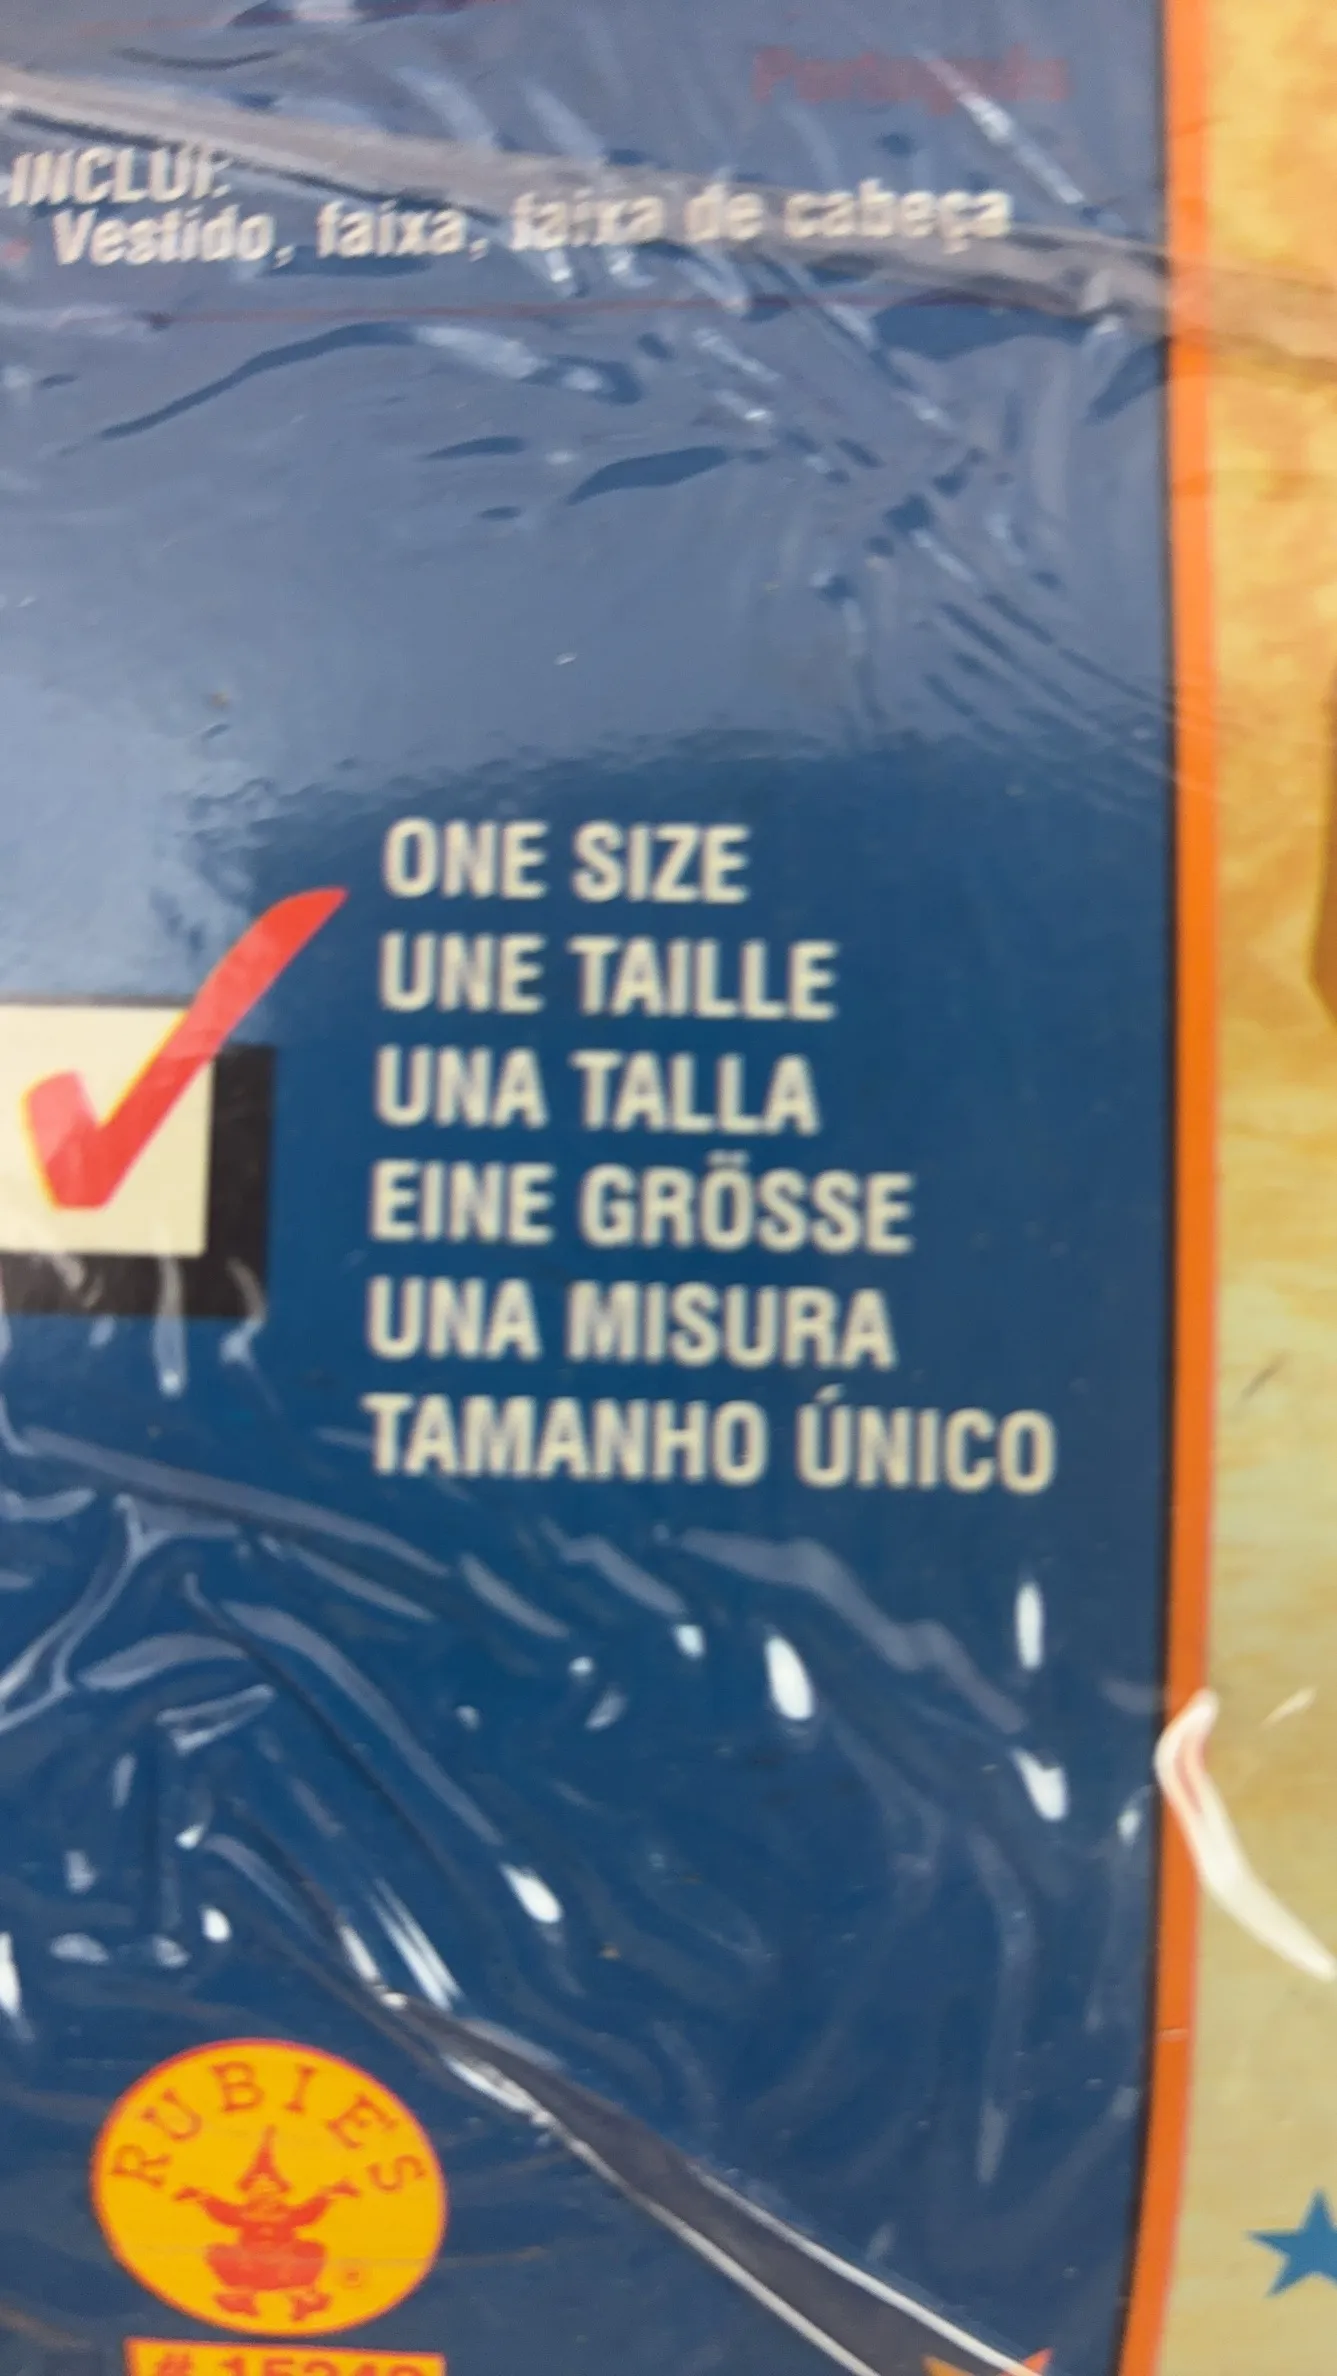 Português
INCLUI:
Vestido, faixa, faixa de cabeça
ONE SIZE
UNE TAILLE
UNA TALLA
EINE GRÖSSE
UNA MISURA
TAMANHO ÚNICO
RUBIES